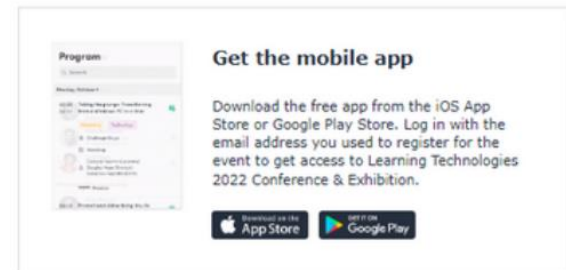 Program
Get the mobile app
Download the free app from the iOS App
Store or Google Play Store. Log in with the
email address you used to register for the
event to get access to Learning Technologies
2022 Conference & Exhibition.
Download on the
App Store
GET IT ON
Google Play